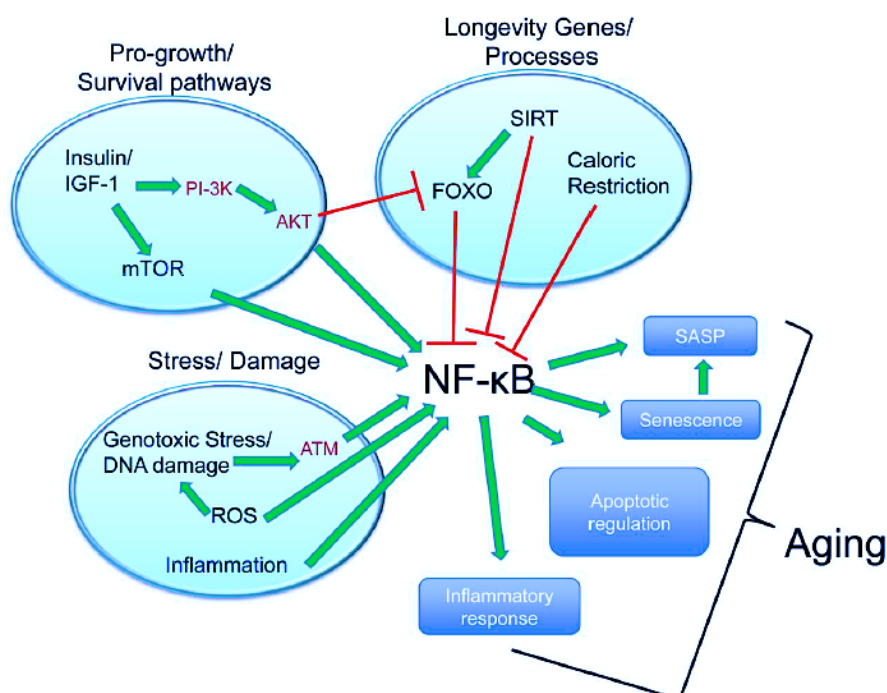 Longevity Genes/
Processes
Pro-growth/
Survival pathways
SIRT
Insulin/
IGF-1
PI-3K
AKT
mTOR
FOXO
Caloric
Restriction
Stress/ Damage
NF-κB
SASP
Senescence
Genotoxic Stress/
DNA damage
ATM
ROS
Inflammation
Apoptotic
regulation
Aging
Inflammatory
response